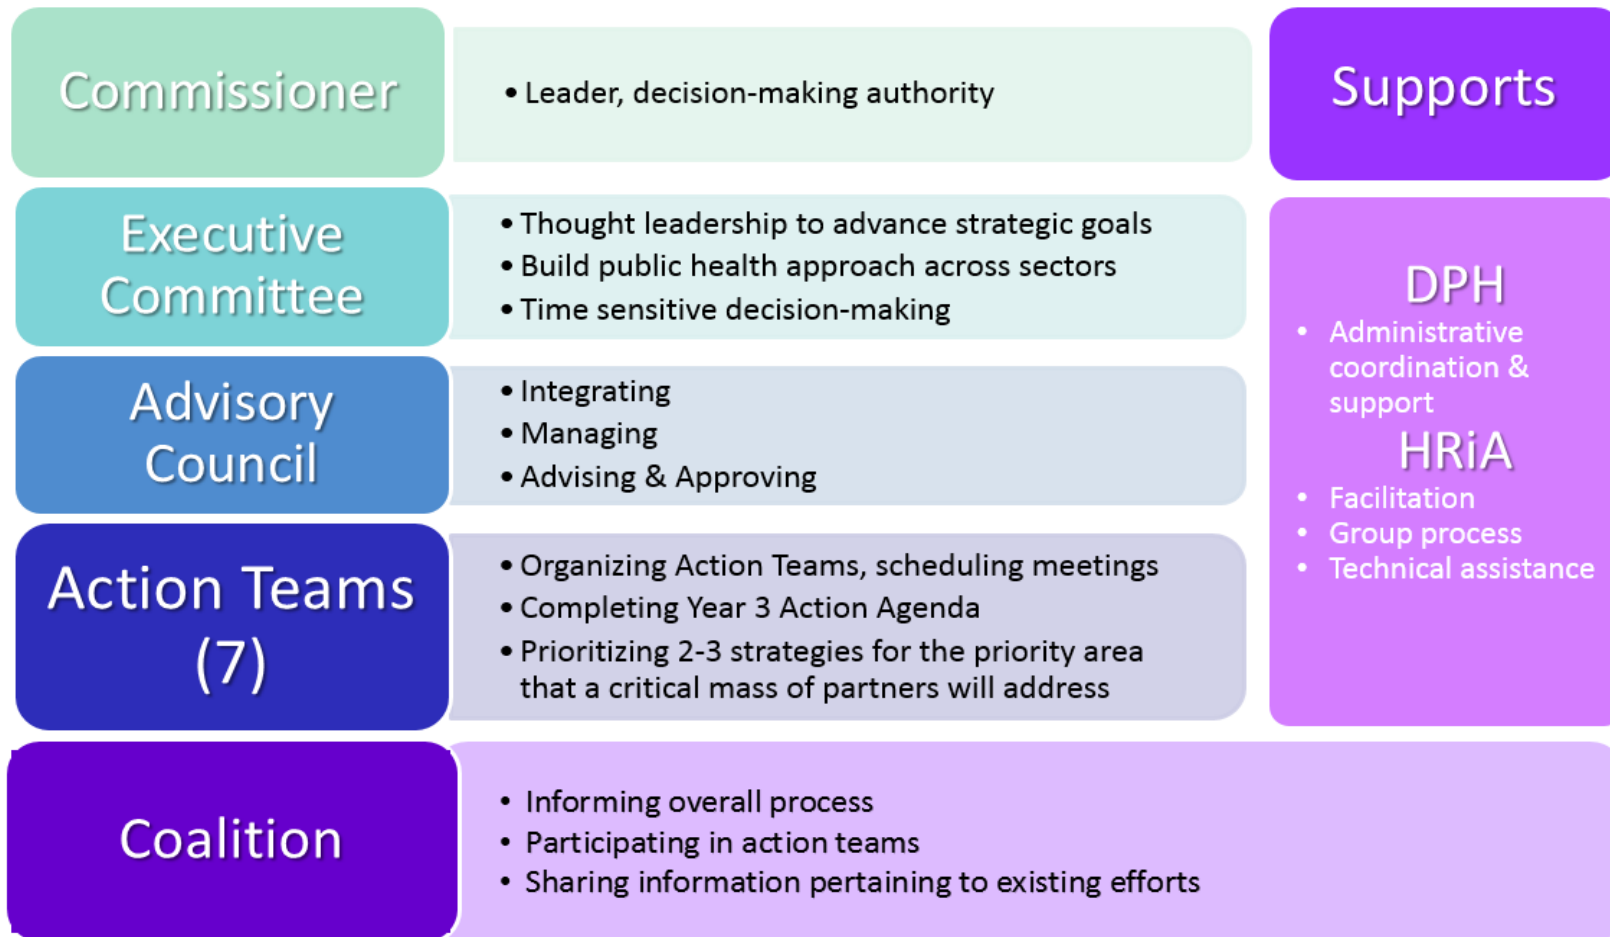 Commissioner
• Leader, decision-making authority
Supports
Executive
Committee
• Thought leadership to advance strategic goals
• Build public health approach across sectors
• Time sensitive decision-making
Advisory
Council
• Integrating
• Managing
• Advising & Approving
Action Teams
(7)
• Organizing Action Teams, scheduling meetings
• Completing Year 3 Action Agenda
• Prioritizing 2-3 strategies for the priority area
that a critical mass of partners will address
DPH
• Administrative
coordination &
support
HRiA
• Facilitation
• Group process
• Technical assistance
Coalition
• Informing overall process
• Participating in action teams
• Sharing information pertaining to existing efforts